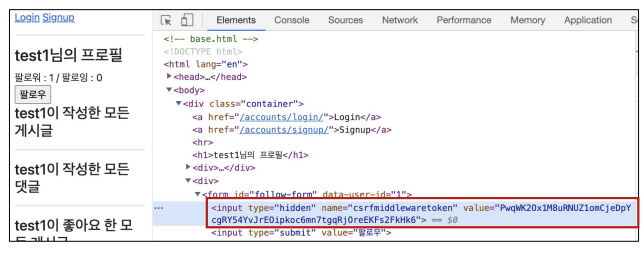 Login Signup
test1님의 프로필
팔로워 : 1 / 팔로잉 : 0
팔로우
test1이 작성한 모든
게시글
test1이 작성한 모든
댓글
test1이 좋아요 한 모
Elements Console Sources Network Performance Memory Application
<!-- base.html -->
<!DOCTYPE html>
<html lang="en">
▶<head>…</head>
▼<body>
▼<div class="container">
<a href="/accounts/login/">Login</a>
<a href="/accounts/signup/">Signup</a>
<hr>
<h1>test1님의 프로필</h1>
▶<div>…</div>
▼<div>
▼<form id="follow-form" data-user-id="1">
… <input type="hidden" name="csrfmiddlewaretoken" value="PwqWK2Ox1M8uRNUZ1omCjeDpY
cgRY54YvJrEOipkoc6mn7tgqRjOreEKFs2FkHk6"> == $0
<input type="submit" value="팔로우">